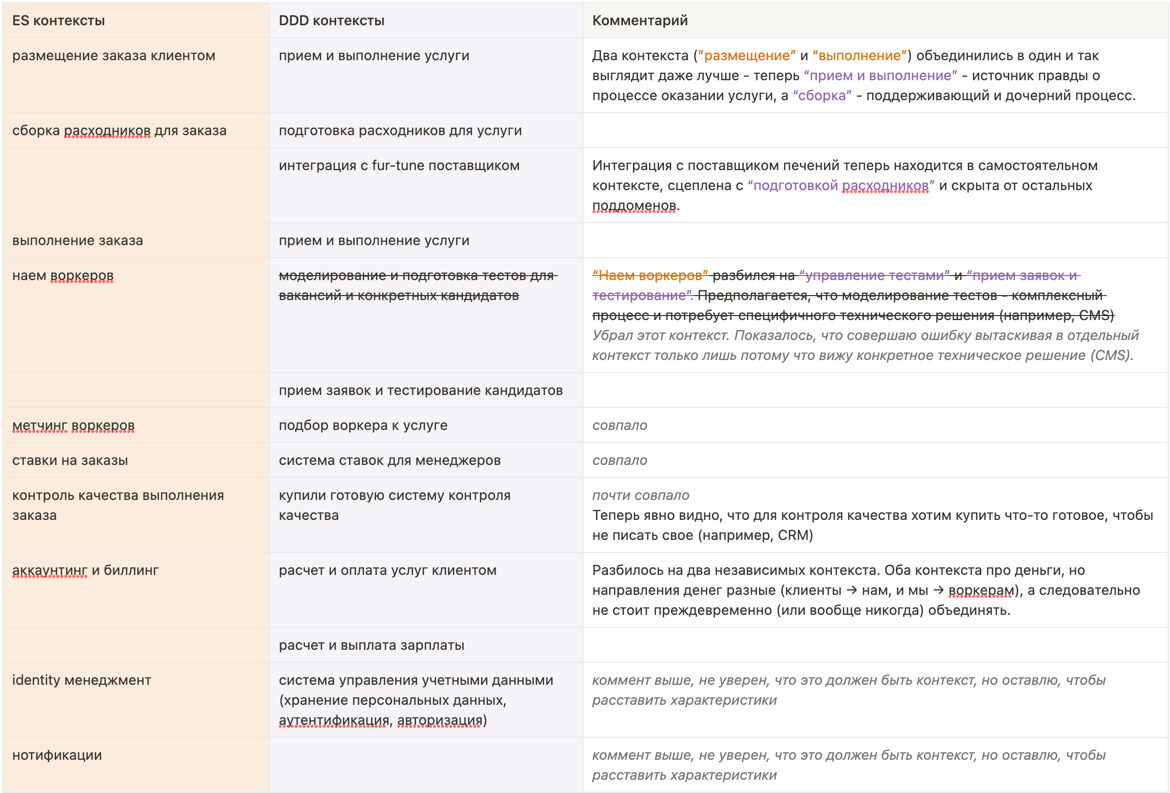 ES контексты
DDD контексты
Комментарий
размещение заказа клиентом
прием и выполнение услуги
Два контекста (”размещение” и “выполнение”) объединились в один и так
выглядит даже лучше - теперь “прием и выполнение” - источник правды о
процессе оказании услуги, а “сборка” - поддерживающий и дочерний процесс.
сборка расходников для заказа
подготовка расходников для услуги
интеграция с fur-tune поставщиком
Интеграция с поставщиком печений теперь находится в самостоятельном
контексте, сцеплена с “подготовкой расходников” и скрыта от остальных
поддоменов.
выполнение заказа
прием и выполнение услуги
наем воркеров
моделирование и подготовка тестов для
вакансий и конкретных кандидатов
“Наем воркеров” разбился на “управление тестами” и “прием заявок и
тестирование”. Предполагается, что моделирование тестов - комплексный
процесс и потребует специфичного технического решения (например, CMS)
Убрал этот контекст. Показалось, что совершаю ошибку вытаскивая в отдельный
контекст только лишь потому что вижу конкретное техническое решение (CMS).
прием заявок и тестирование кандидатов
метчинг воркеров
подбор воркера к услуге
совпало
ставки на заказы
система ставок для менеджеров
совпало
контроль качества выполнения
заказа
купили готовую систему контроля
качества
почти совпало
Теперь явно видно, что для контроля качества хотим купить что-то готовое, чтобы
не писать свое (например, CRM)
аккаунтинг и биллинг
расчет и оплата услуг клиентом
Разбилось на два независимых контекста. Оба контекста про деньги, но
направления денег разные (клиенты → нам, и мы → воркерам), а следовательно
не стоит преждевременно (или вообще никогда) объединять.
расчет и выплата зарплаты
identity менеджмент
система управления учетными данными
(хранение персональных данных,
аутентификация, авторизация)
коммент выше, не уверен, что это должен быть контекст, но оставлю, чтобы
расставить характеристики
нотификации
коммент выше, не уверен, что это должен быть контекст, но оставлю, чтобы
расставить характеристики